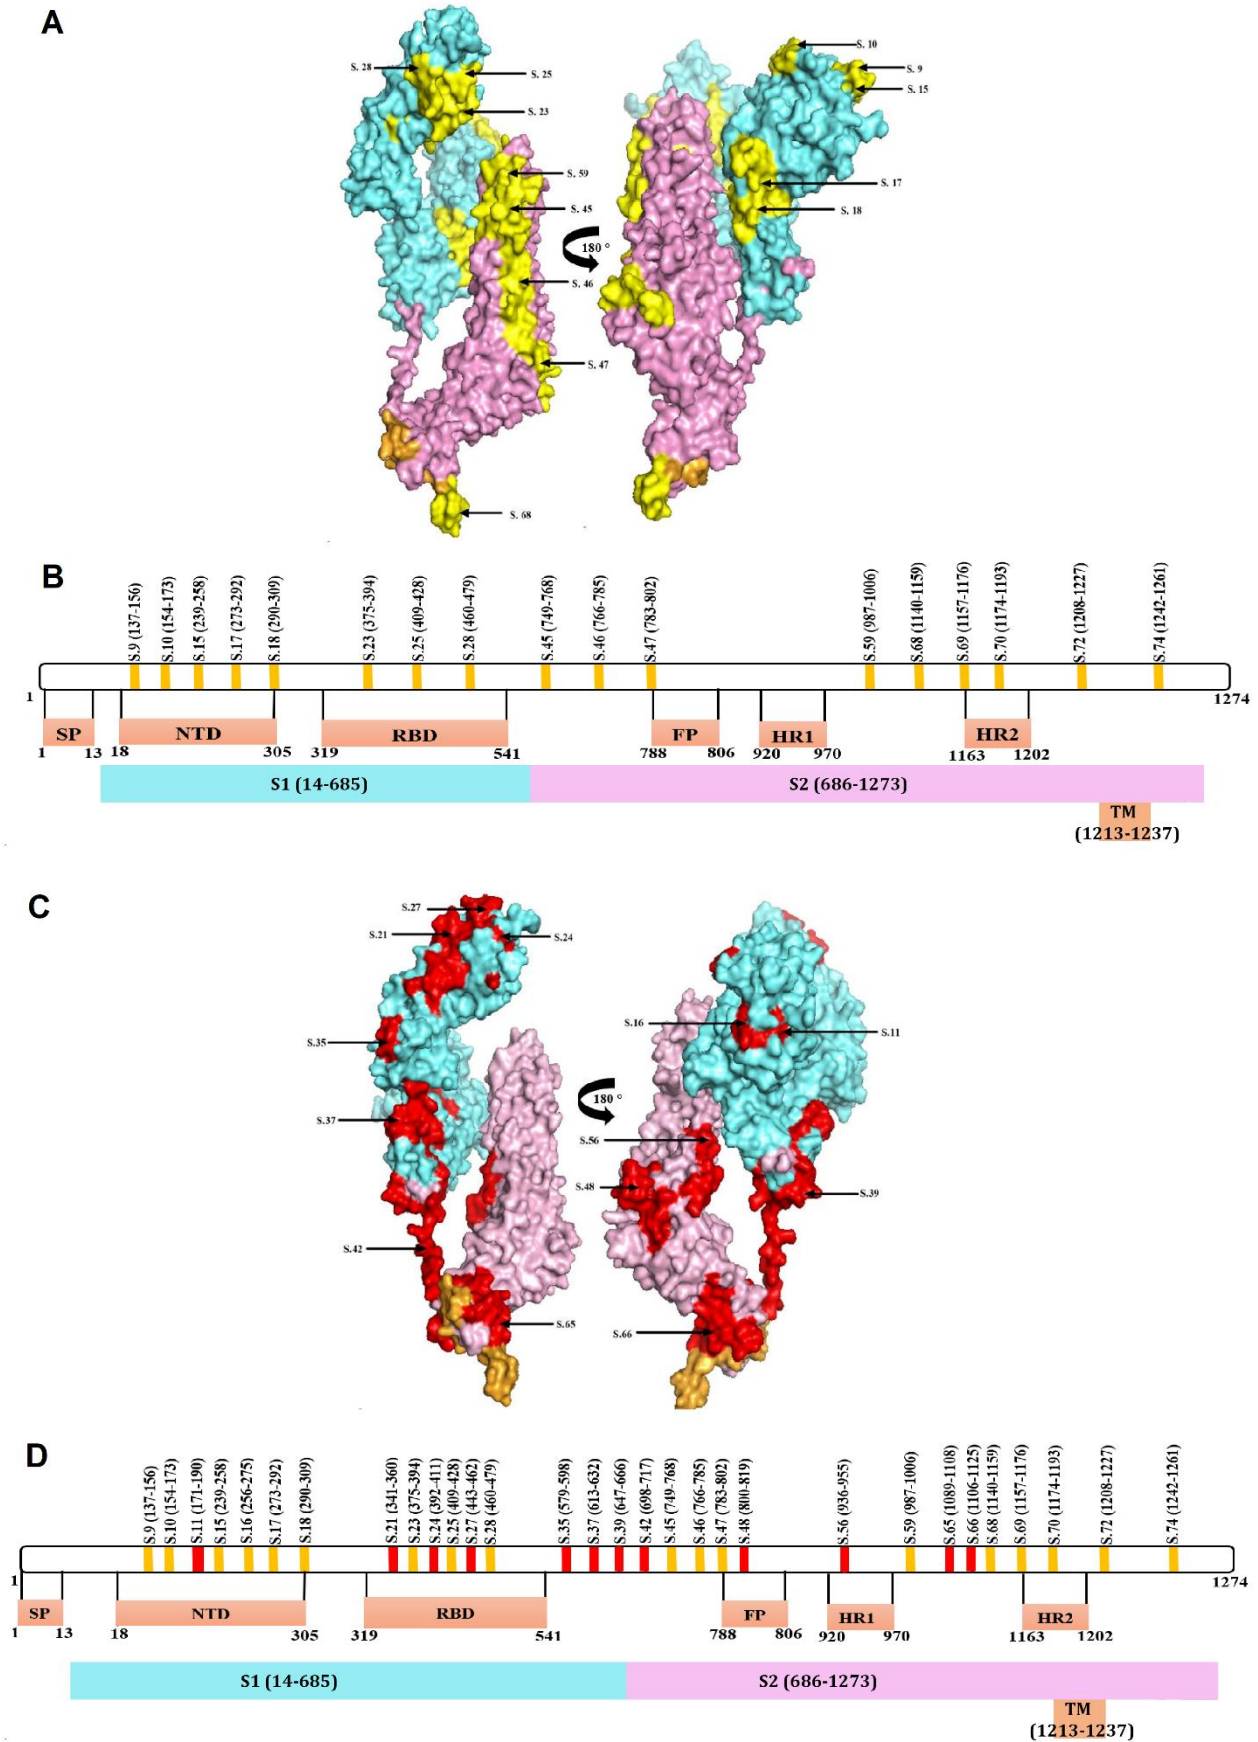 A
S. 28
S. 25
S. 23
S. 59
S. 45
180 °
S. 46
S. 47
S. 68
S. 10
S. 9
S. 15
S. 17
S. 18
B
S.9 (137-156)
S.10 (154-173)
S.15 (239-258)
S.17 (273-292)
S.18 (290-309)
S.23 (375-394)
S.25 (409-428)
S.28 (460-479)
S.45 (749-768)
S.46 (766-785)
S.47 (783-802)
S.59 (987-1006)
S.68 (1140-1159)
S.69 (1157-1176)
S.70 (1174-1193)
S.72 (1208-1227)
S.74 (1242-1261)
1 1274
SP NTD RBD FP HR1 HR2
1 13 18 305 319 541 788 806 920 970 1163 1202
S1 (14-685) S2 (686-1273)
TM
(1213-1237)
C
S.27
S.21
S.24
S.35
S.37
S.42
S.65
180 °
S.16
S.11
S.56
S.48
S.39
S.66
D
S.9 (137-156)
S.10 (154-173)
S.11 (171-190)
S.15 (239-258)
S.16 (256-275)
S.17 (273-292)
S.18 (290-309)
S.21 (341-360)
S.23 (375-394)
S.24 (392-411)
S.25 (409-428)
S.27 (443-462)
S.28 (460-479)
S.35 (579-598)
S.37 (613-632)
S.39 (647-666)
S.42 (698-717)
S.45 (749-768)
S.46 (766-785)
S.47 (783-802)
S.48 (800-819)
S.56 (936-955)
S.59 (987-1006)
S.65 (1089-1108)
S.66 (1106-1125)
S.68 (1140-1159)
S.69 (1157-1176)
S.70 (1174-1193)
S.72 (1208-1227)
S.74 (1242-1261)
1 1274
SP NTD RBD FP HR1 HR2
1 13 18 305 319 541 788 806 920 970 1163 1202
S1 (14-685) S2 (686-1273)
TM
(1213-1237)